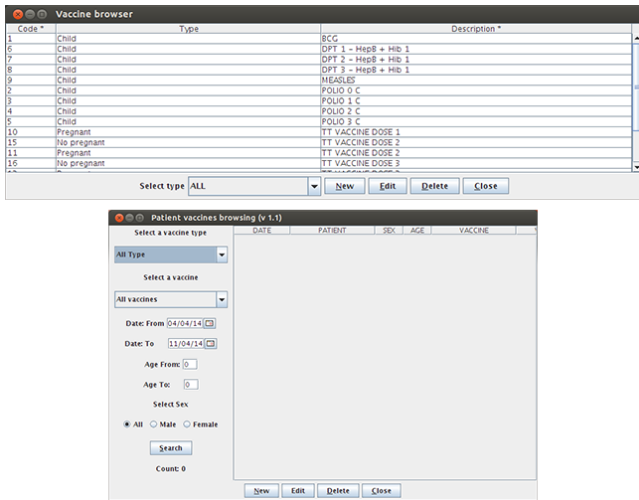 Vaccine browser
Code * Type Description *
1 Child BCG
6 Child DPT 1 - HepB + Hib 1
7 Child DPT 2 - HepB + Hib 1
8 Child DPT 3 - HepB + Hib 1
9 Child MEASLES
2 Child POLIO 0 C
3 Child POLIO 1 C
4 Child POLIO 2 C
5 Child POLIO 3 C
10 Pregnant TT VACCINE DOSE 1
15 No pregnant TT VACCINE DOSE 2
11 Pregnant TT VACCINE DOSE 2
16 No pregnant TT VACCINE DOSE 3
Select type ALL New Edit Delete Close
Patient vaccines browsing (v 1.1)
Select a vaccine type DATE PATIENT SEX AGE VACCINE
All Type
Select a vaccine
All vaccines
Date: From 04/04/14
Date: To 11/04/14
Age From: 0
Age To: 0
Select Sex
All Male Female
Search
Count: 0
New Edit Delete Close